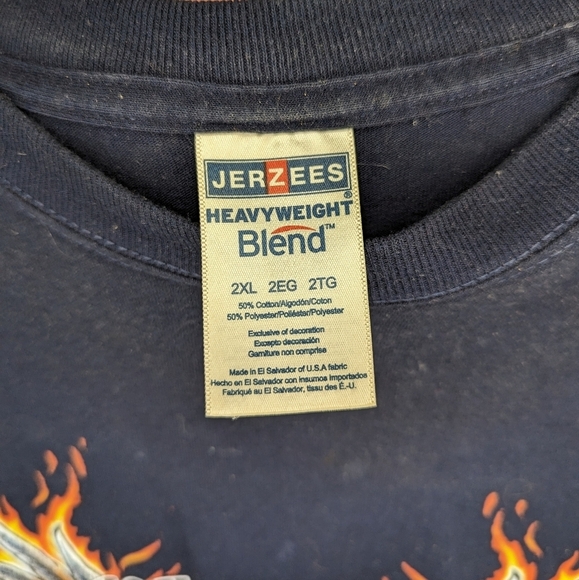 JERZEES
HEAVYWEIGHT®
Blend™
2XL 2EG 2TG
50% Cotton/Algodón/Coton
50% Polyester/Poliéster/Polyester
Exclusive of decoration
Excepto decoración
Garniture non comprise
Made in El Salvador of U.S.A fabric
Hecho en El Salvador con insumos importados
Fabriqué au El Salvador, tissu des É.-U.